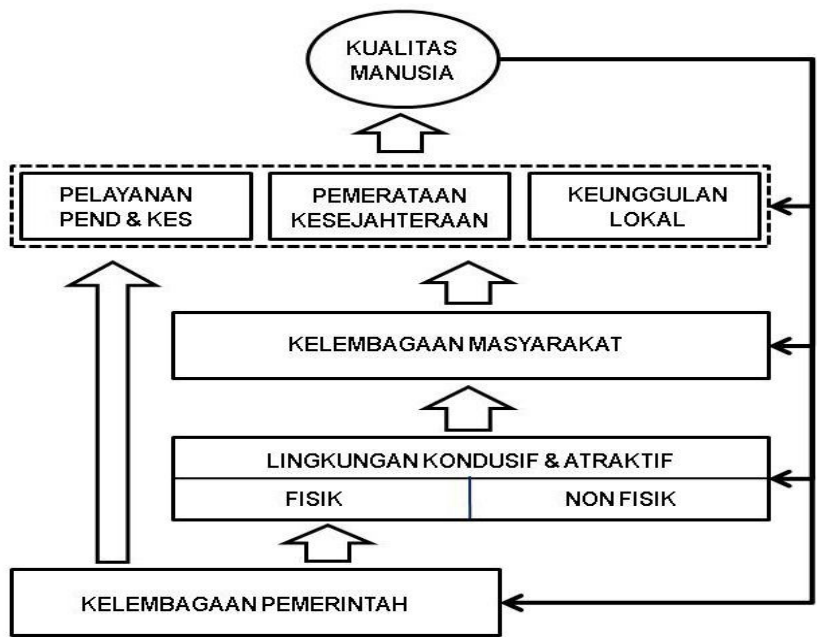 KUALITAS
MANUSIA
PELAYANAN
PEND & KES
PEMERATAAN
KESEJAHTERAAN
KEUNGGULAN
LOKAL
KELEMBAGAAN MASYARAKAT
LINGKUNGAN KONDUSIF & ATRAKTIF
FISIK
NON FISIK
KELEMBAGAAN PEMERINTAH